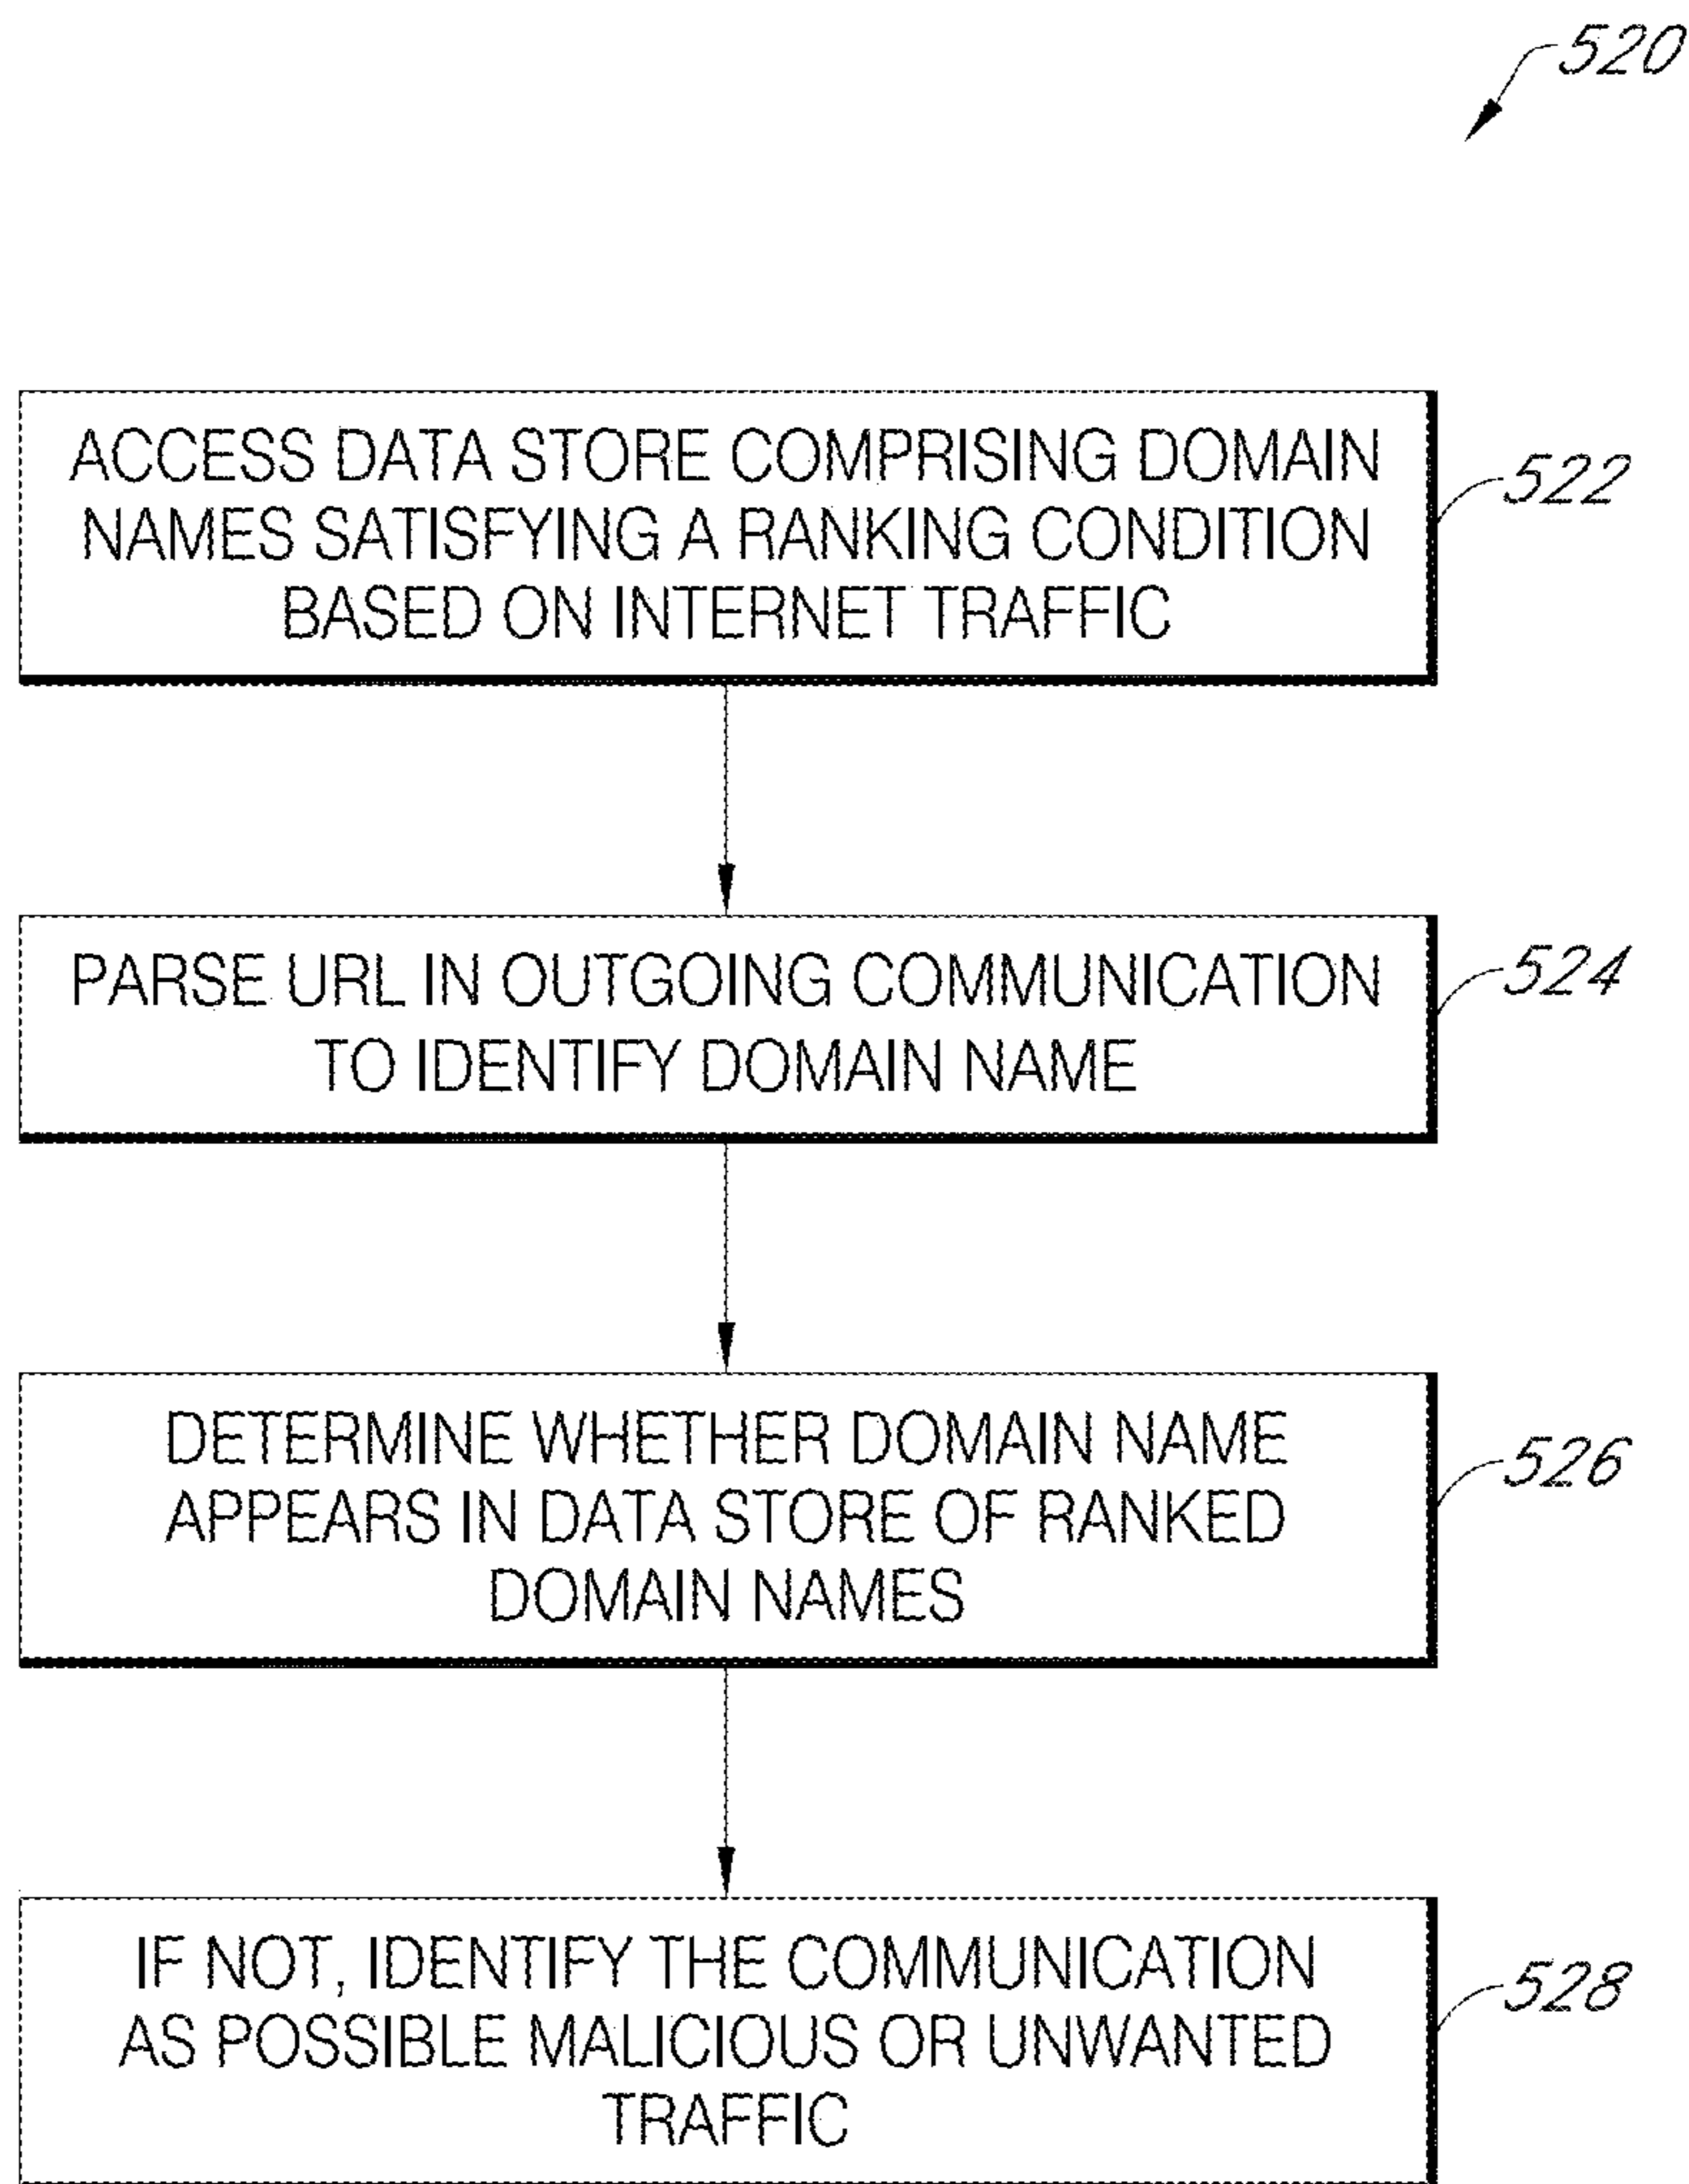 520
ACCESS DATA STORE COMPRISING DOMAIN
NAMES SATISFYING A RANKING CONDITION
BASED ON INTERNET TRAFFIC
522
PARSE URL IN OUTGOING COMMUNICATION
TO IDENTIFY DOMAIN NAME
524
DETERMINE WHETHER DOMAIN NAME
APPEARS IN DATA STORE OF RANKED
DOMAIN NAMES
526
IF NOT, IDENTIFY THE COMMUNICATION
AS POSSIBLE MALICIOUS OR UNWANTED
TRAFFIC
528